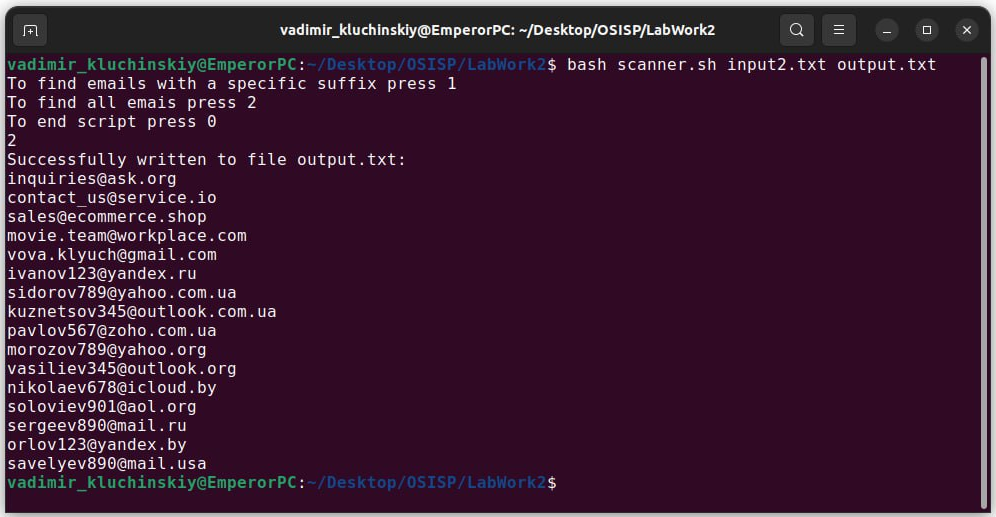 vadimir_kluchinskiy@EmperorPC: ~/Desktop/OSISP/LabWork2
vadimir_kluchinskiy@EmperorPC:~/Desktop/OSISP/LabWork2$ bash scanner.sh input2.txt output.txt
To find emails with a specific suffix press 1
To find all emais press 2
To end script press 0
2
Successfully written to file output.txt:
inquiries@ask.org
contact_us@service.io
sales@ecommerce.shop
movie.team@workplace.com
vova.klyuch@gmail.com
ivanov123@yandex.ru
sidorov789@yahoo.com.ua
kuznetsov345@outlook.com.ua
pavlov567@zoho.com.ua
morozov789@yahoo.org
vasiliev345@outlook.org
nikolaev678@icloud.by
soloviev901@aol.org
sergeev890@mail.ru
orlov123@yandex.by
savelyev890@mail.usa
vadimir_kluchinskiy@EmperorPC:~/Desktop/OSISP/LabWork2$